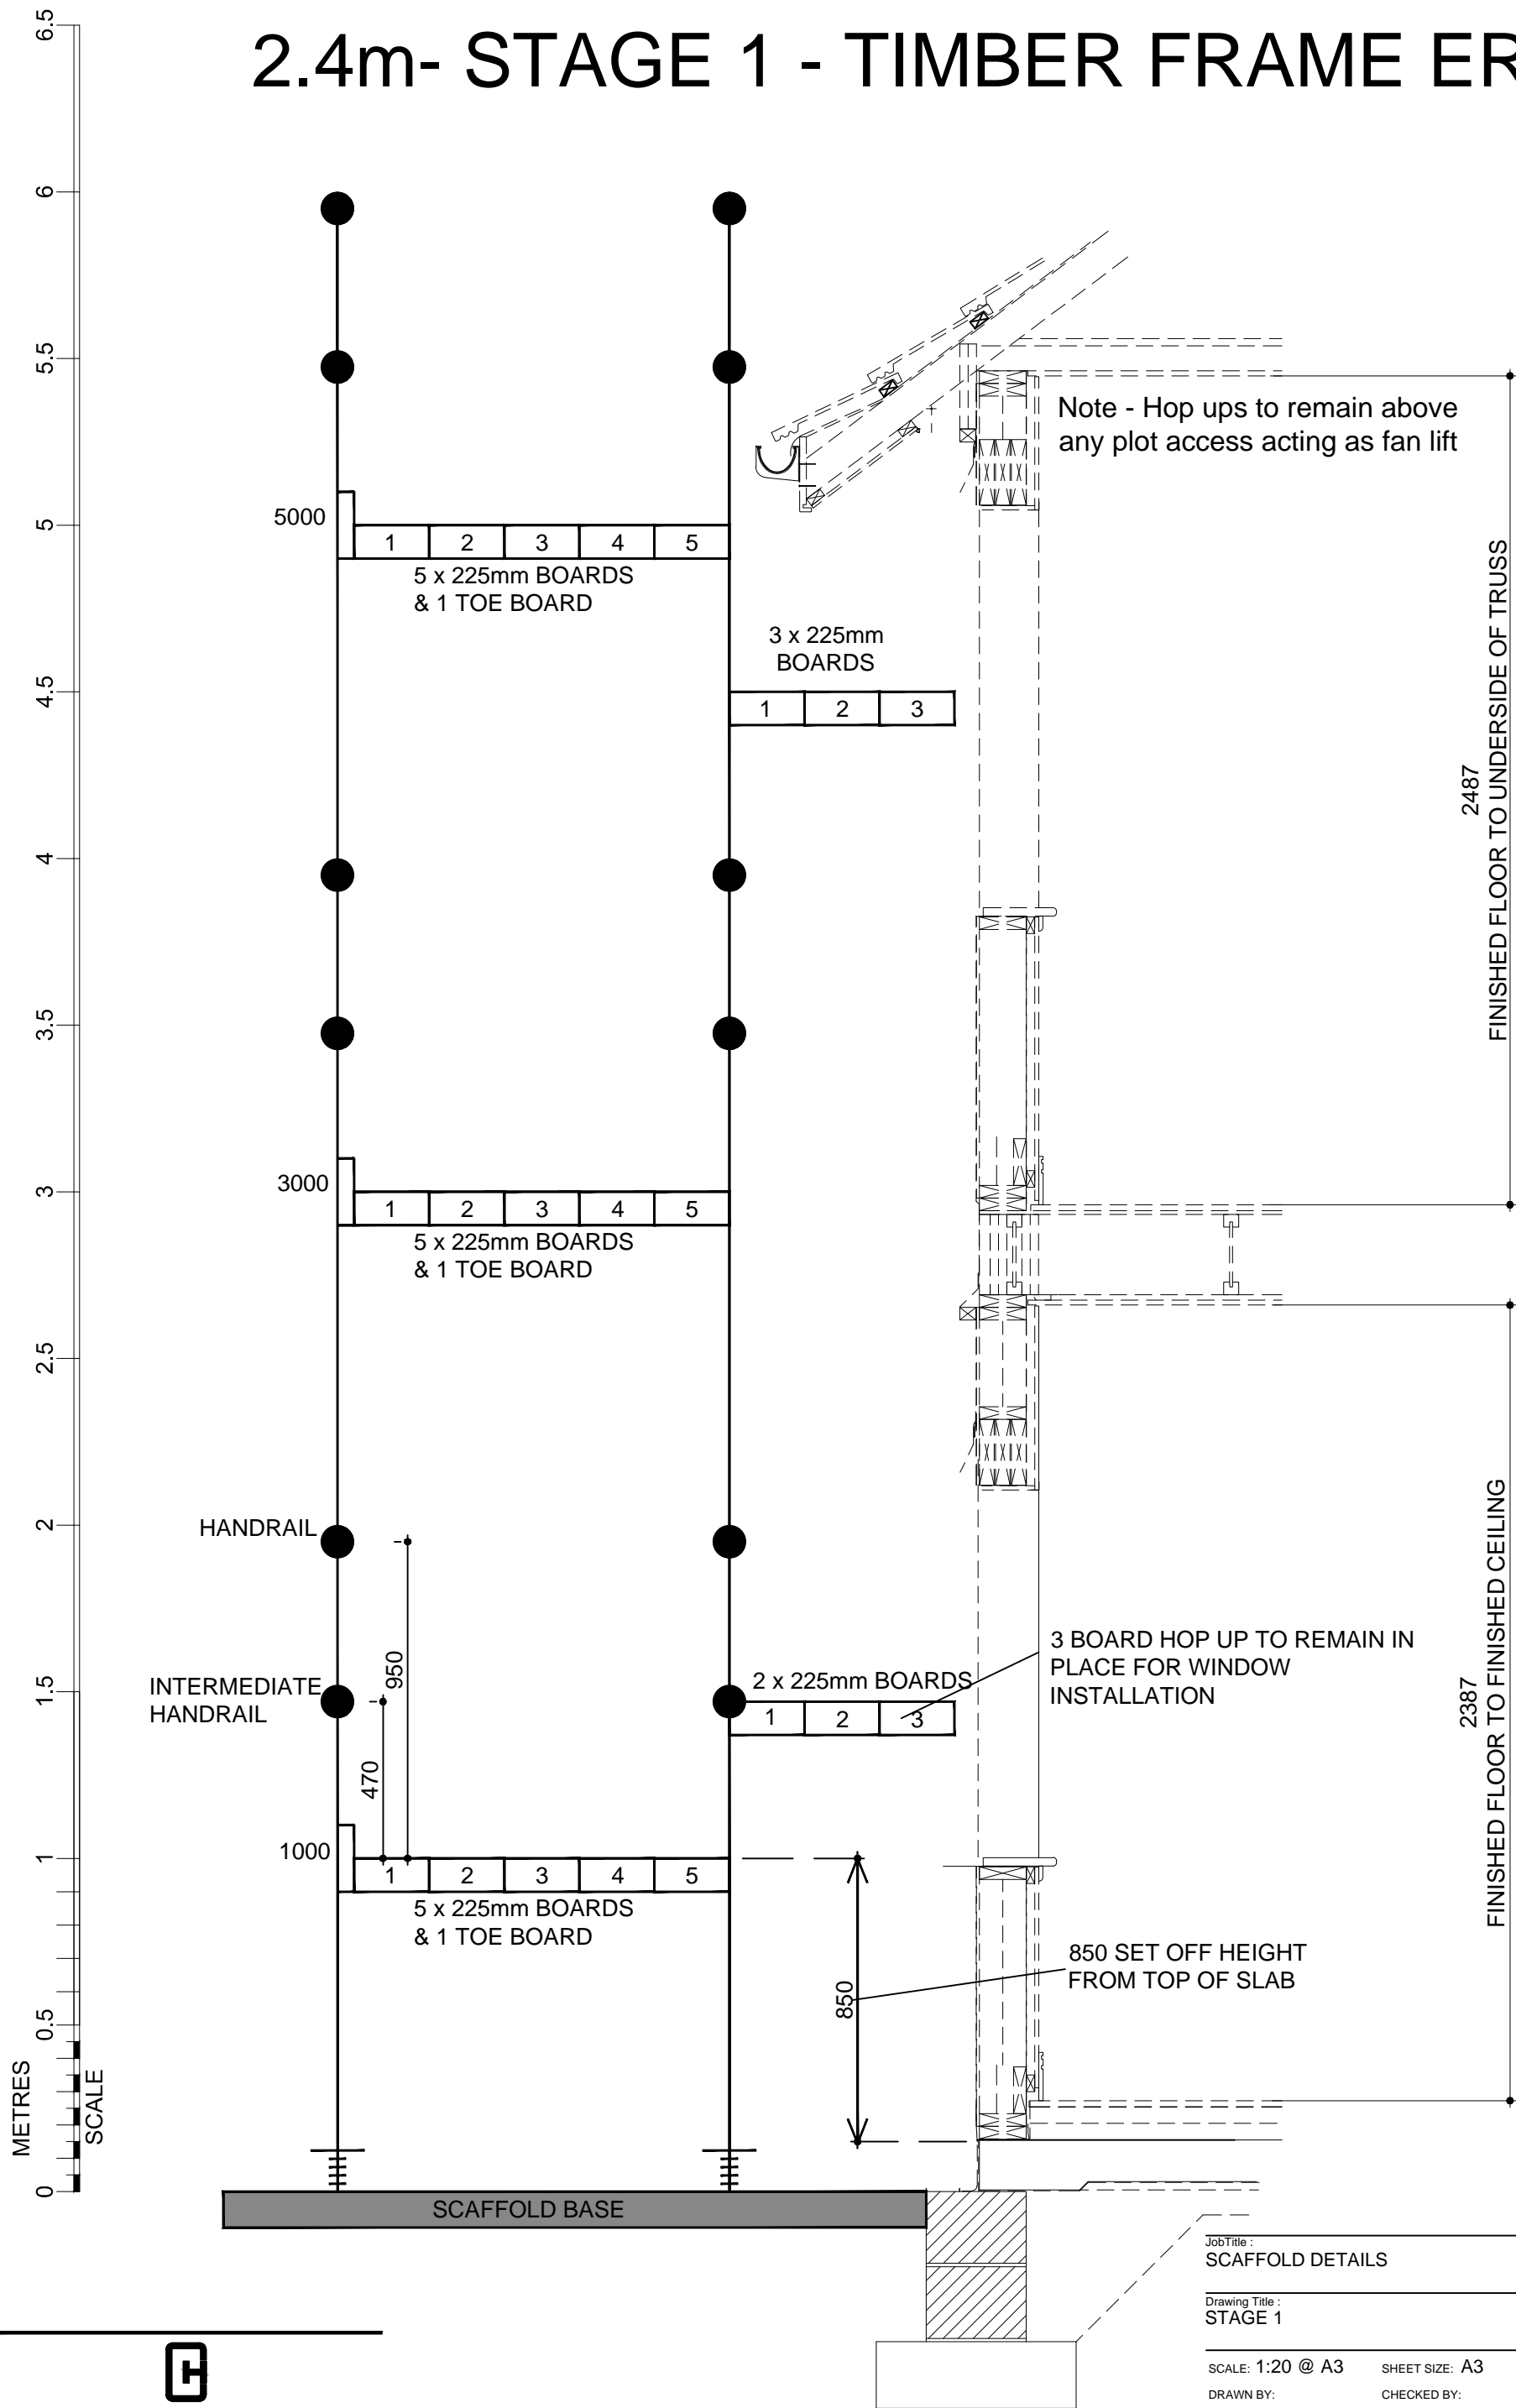 2.4m- STAGE 1 - TIMBER FRAME ER
6.5
6
5.5
5
4.5
4
3.5
3
2.5
2
1.5
1
0.5
0
METRES
SCALE
Note - Hop ups to remain above
any plot access acting as fan lift
5000
1 2 3 4 5
5 x 225mm BOARDS
& 1 TOE BOARD
3 x 225mm
BOARDS
1 2 3
2487
FINISHED FLOOR TO UNDERSIDE OF TRUSS
3000
1 2 3 4 5
5 x 225mm BOARDS
& 1 TOE BOARD
HANDRAIL
950
INTERMEDIATE
HANDRAIL
470
2 x 225mm BOARDS
1 2 3
3 BOARD HOP UP TO REMAIN IN
PLACE FOR WINDOW
INSTALLATION
2387
FINISHED FLOOR TO FINISHED CEILING
1000
1 2 3 4 5
5 x 225mm BOARDS
& 1 TOE BOARD
850
850 SET OFF HEIGHT
FROM TOP OF SLAB
SCAFFOLD BASE
JobTitle :
SCAFFOLD DETAILS
Drawing Title :
STAGE 1
SCALE: 1:20 @ A3 SHEET SIZE: A3
DRAWN BY: CHECKED BY: